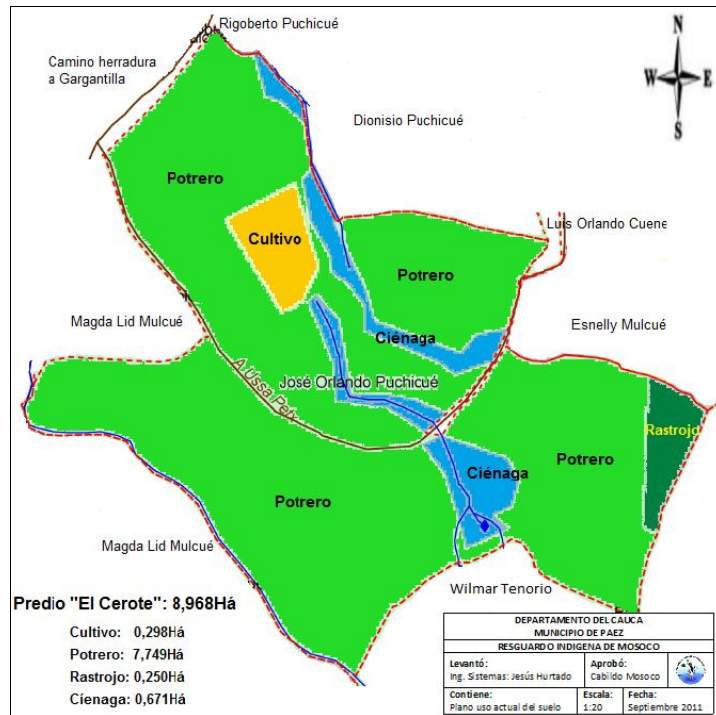 Rigoberto Puchicué
Camino herradura
a Gargantilla
N
W E
S
Dionisio Puchicué
Potrero
Luis Orlando Cuene
Cultivo
Potrero
Magda Lid Mulcué
Esnelly Mulcué
Ciénaga
José Orlando Puchicué
A Ussa Peix
Rastrojo
Potrero
Ciénaga
Potrero
Magda Lid Mulcué
Wilmar Tenorio
Predio "El Cerote": 8,968Há
Cultivo: 0,298Há
Potrero: 7,749Há
Rastrojo: 0,250Há
Cíenaga: 0,671Há
DEPARTAMENTO DEL CAUCA
MUNICIPIO DE PAEZ
RESGUARDO INDIGENA DE MOSOCO
Levantó:
Ing. Sistemas: Jesús Hurtado
Aprobó:
Cabildo Mosoco
Contiene:
Plano uso actual del suelo
Escala:
1:20
Fecha:
Septiembre 2011